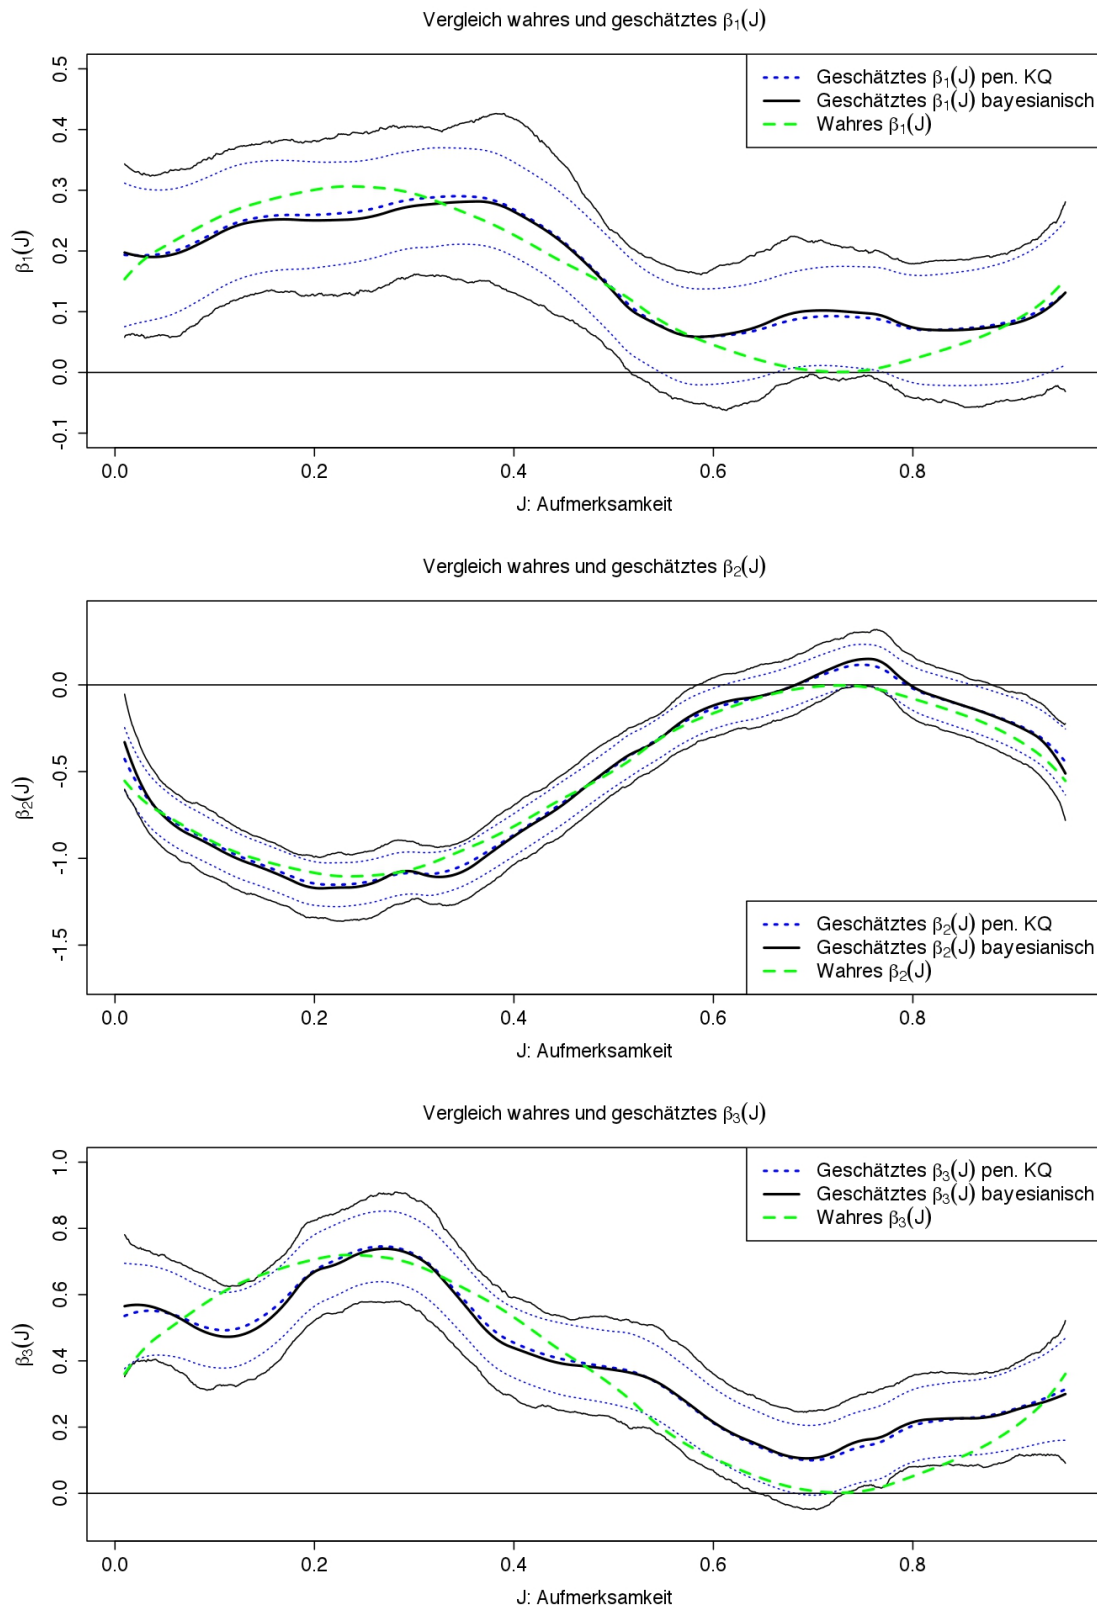 Vergleich wahres und geschätztes β₁(J)
0.5
0.4
0.3
0.2
0.1
0.0
-0.1
β₁(J)
Geschätztes β₁(J) pen. KQ
Geschätztes β₁(J) bayesianisch
Wahres β₁(J)
0.0 0.2 0.4 0.6 0.8
J: Aufmerksamkeit
Vergleich wahres und geschätztes β₂(J)
0.0
-0.5
-1.0
-1.5
β₂(J)
Geschätztes β₂(J) pen. KQ
Geschätztes β₂(J) bayesianisch
Wahres β₂(J)
0.0 0.2 0.4 0.6 0.8
J: Aufmerksamkeit
Vergleich wahres und geschätztes β₃(J)
1.0
0.8
0.6
0.4
0.2
0.0
β₃(J)
Geschätztes β₃(J) pen. KQ
Geschätztes β₃(J) bayesianisch
Wahres β₃(J)
0.0 0.2 0.4 0.6 0.8
J: Aufmerksamkeit